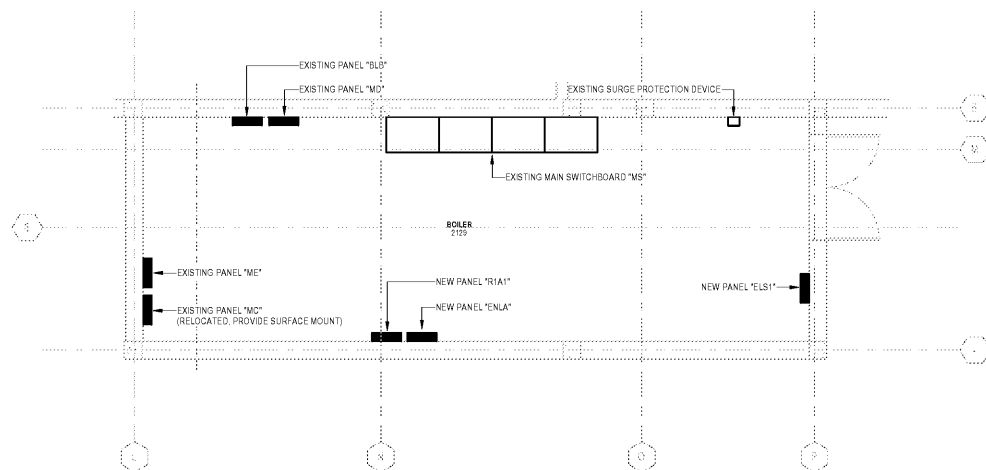 EXISTING PANEL "BLB"
EXISTING PANEL "MD"
EXISTING SURGE PROTECTION DEVICE
EXISTING MAIN SWITCHBOARD "MS"
BOILER
2129
EXISTING PANEL "ME"
EXISTING PANEL "MC"
(RELOCATED, PROVIDE SURFACE MOUNT)
NEW PANEL "R1A1"
NEW PANEL "ENLA"
NEW PANEL "ELS1"
M
L
N
P